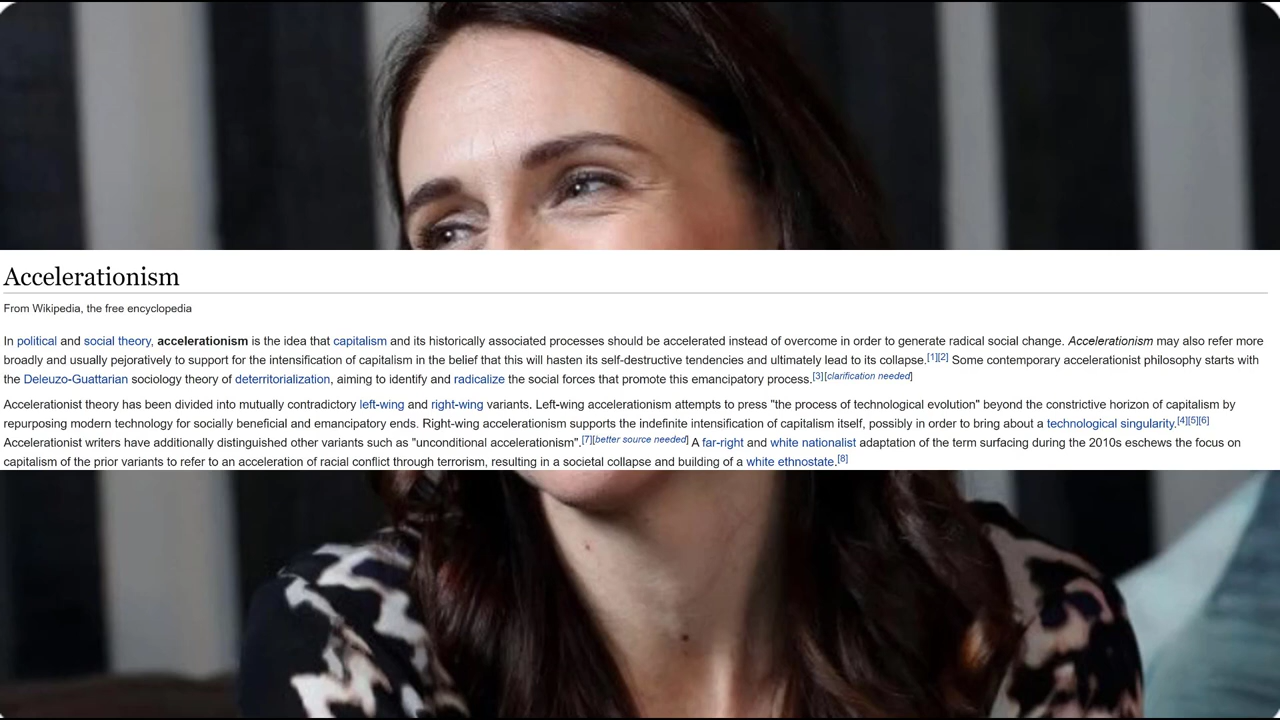 Accelerationism
From Wikipedia, the free encyclopedia
In political and social theory, accelerationism is the idea that capitalism and its historically associated processes should be accelerated instead of overcome in order to generate radical social change. Accelerationism may also refer more
broadly and usually pejoratively to support for the intensification of capitalism in the belief that this will hasten its self-destructive tendencies and ultimately lead to its collapse.[1][2] Some contemporary accelerationist philosophy starts with
the Deleuzo-Guattarian sociology theory of deterritorialization, aiming to identify and radicalize the social forces that promote this emancipatory process.[3][clarification needed]
Accelerationist theory has been divided into mutually contradictory left-wing and right-wing variants. Left-wing accelerationism attempts to press "the process of technological evolution" beyond the constrictive horizon of capitalism by
repurposing modern technology for socially beneficial and emancipatory ends. Right-wing accelerationism supports the indefinite intensification of capitalism itself, possibly in order to bring about a technological singularity.[4][5][6]
Accelerationist writers have additionally distinguished other variants such as "unconditional accelerationism".[7][better source needed] A far-right and white nationalist adaptation of the term surfacing during the 2010s eschews the focus on
capitalism of the prior variants to refer to an acceleration of racial conflict through terrorism, resulting in a societal collapse and building of a white ethnostate.[8]